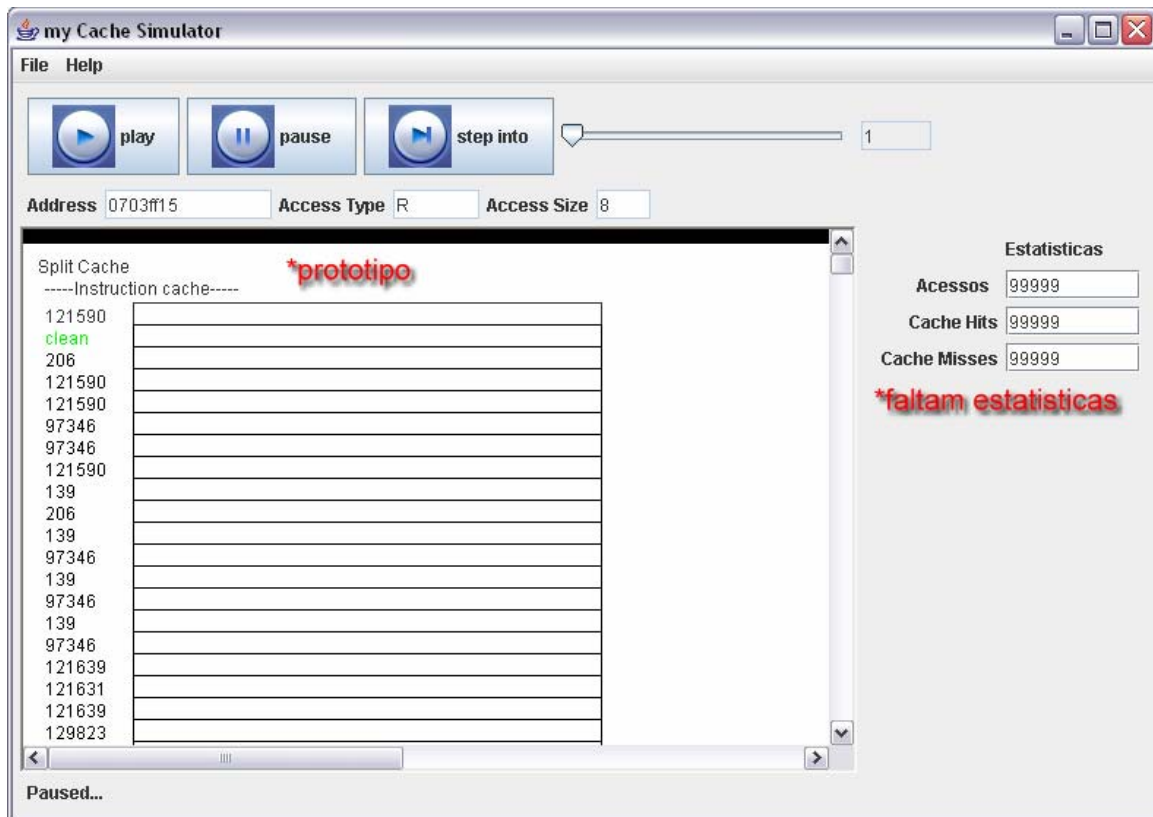 my Cache Simulator
File Help
play pause step into 1
Address 0703ff15 Access Type R Access Size 8
Split Cache
*prototipo
-----Instruction cache-----
121590
clean
206
121590
121590
97346
97346
121590
139
206
139
97346
139
97346
139
97346
121639
121631
121639
129823
Estatisticas
Acessos 99999
Cache Hits 99999
Cache Misses 99999
*faltam estatisticas
Paused...